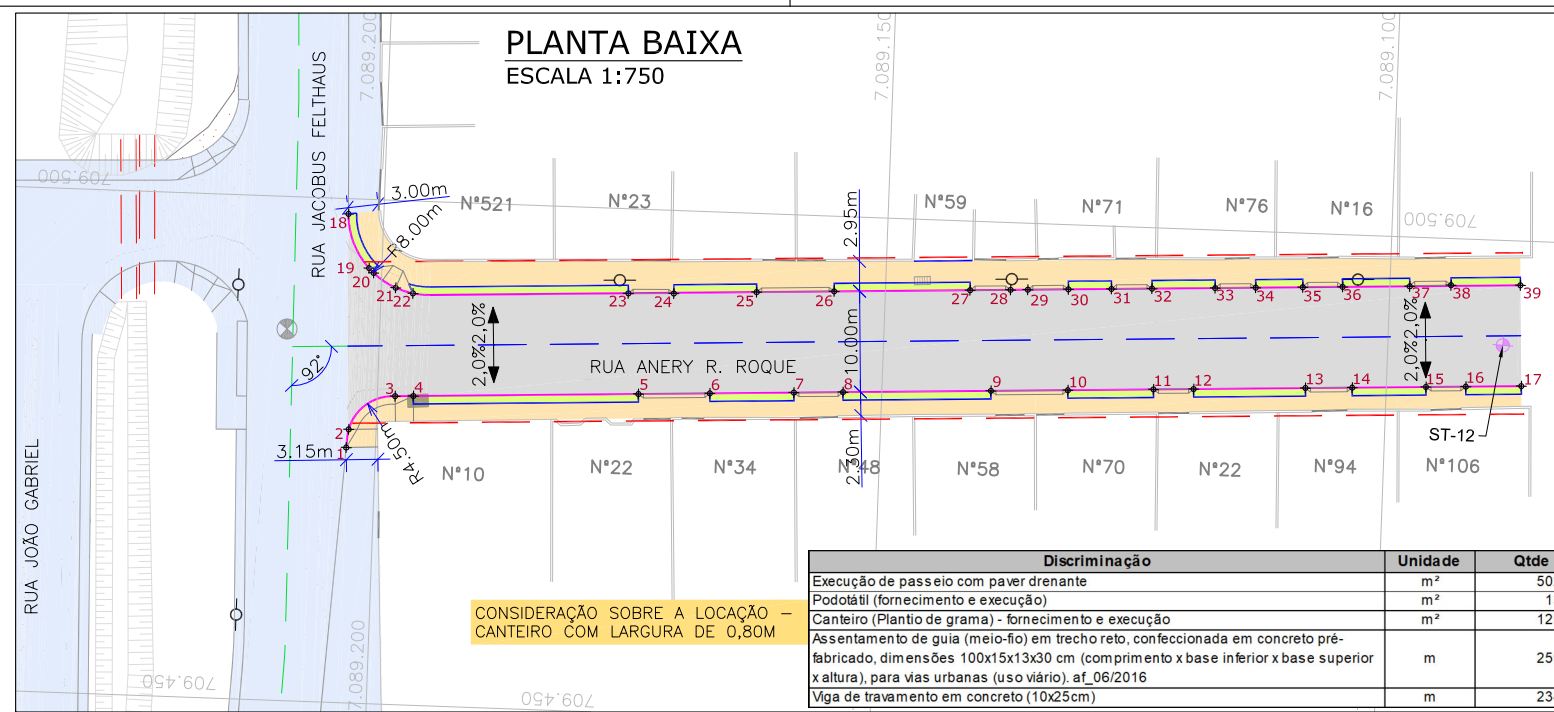 PLANTA BAIXA
ESCALA 1:750
7.089.200
7.089.150
7.089.100
RUA JACOBUS FELTHAUS
709.500
3.00m
R8.00m
N°521
N°23
2.95m
N°59
N°71
N°76
N°16
709.500
18
19
20
21
22
23
24
25
26
27
28
29
30
31
32
33
34
35
36
37
38
39
2,0%
2,0%
10.00m
2,0%
2,0%
92°
RUA ANERY R. ROQUE
1
2
3
4
5
6
7
8
9
10
11
12
13
14
15
16
17
ST-12
3.15m
R4.50m
2.90m
N°10
N°22
N°34
N°48
N°58
N°70
N°22
N°94
N°106
RUA JOÃO GABRIEL
CONSIDERAÇÃO SOBRE A LOCAÇÃO –
CANTEIRO COM LARGURA DE 0,80M
7.089.200
709.450
709.450
Discriminação Unidade Qtde
Execução de passeio com paver drenante m² 50
Podotátil (fornecimento e execução) m² 1
Canteiro (Plantio de grama) - fornecimento e execução m² 12
Assentamento de guia (meio-fio) em trecho reto, confeccionada em concreto pré-
fabricado, dimensões 100x15x13x30 cm (comprimento x base inferior x base superior m 25
x altura), para vias urbanas (uso viário). af_06/2016
Viga de travamento em concreto (10x25cm) m 23